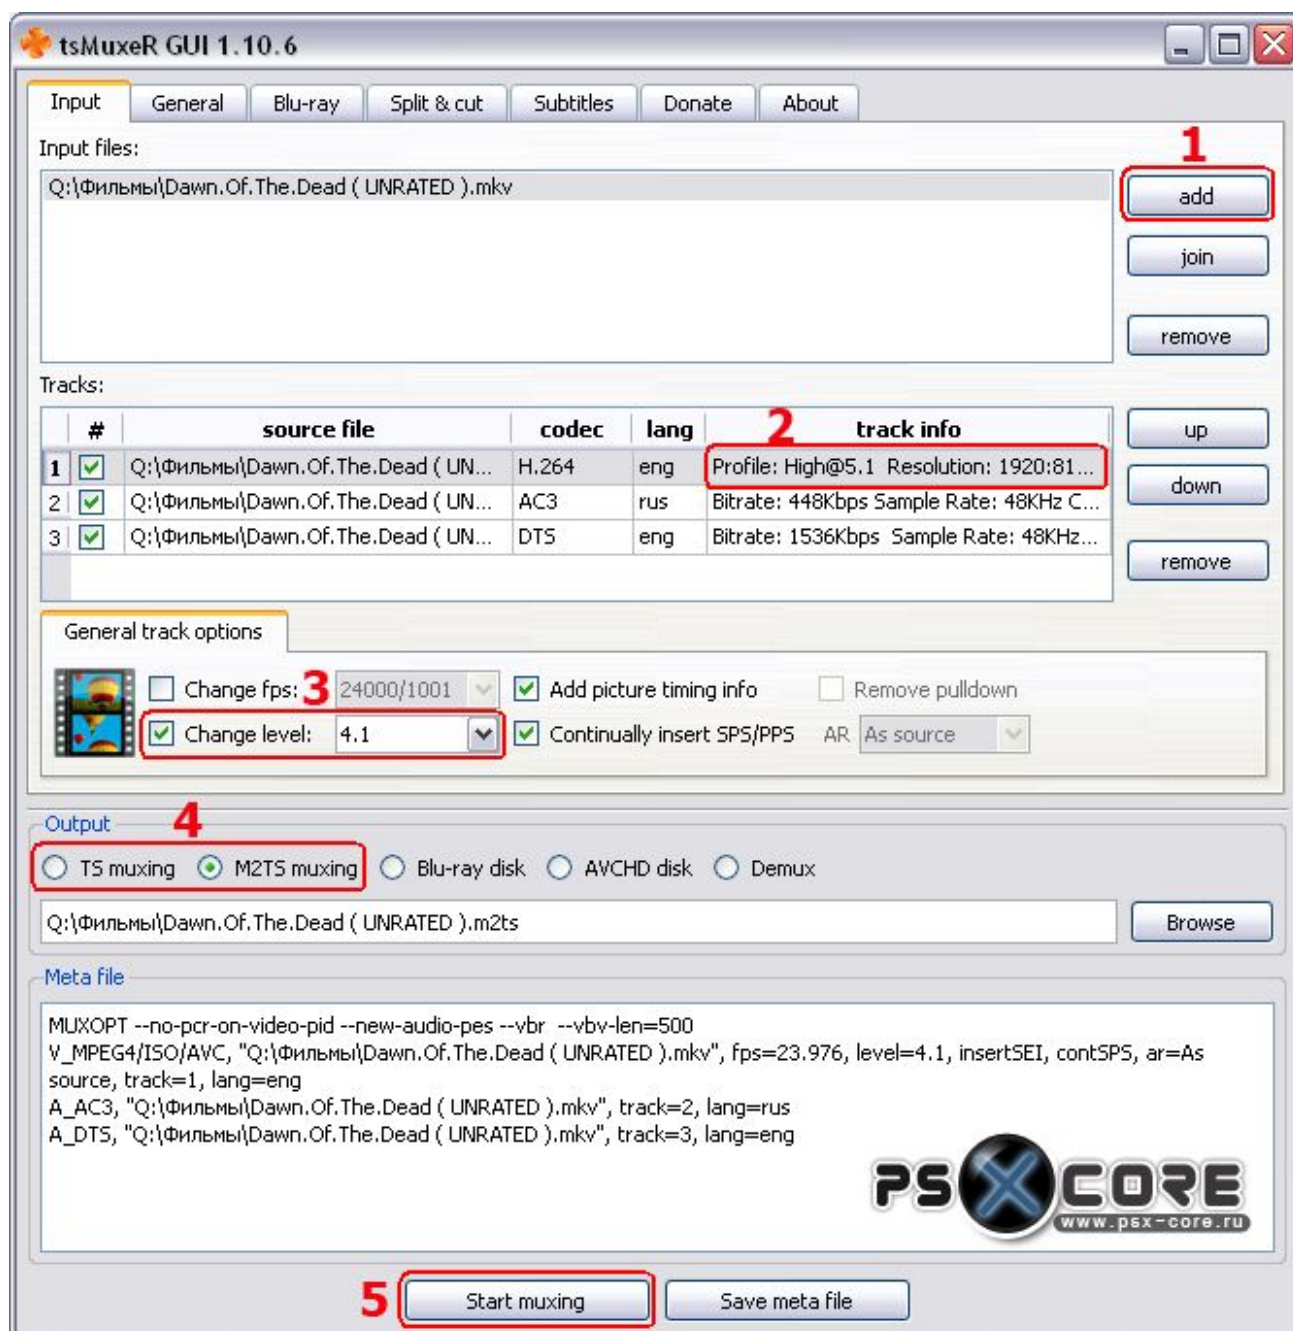 tsMuxeR GUI 1.10.6
Input General Blu-ray Split & cut Subtitles Donate About
Input files:
1
Q:\Фильмы\Dawn.Of.The.Dead ( UNRATED ).mkv
add
join
remove
Tracks:
# source file codec lang 2 track info
up
1 Q:\Фильмы\Dawn.Of.The.Dead ( UN... H.264 eng Profile: High@5.1 Resolution: 1920:81...
down
2 Q:\Фильмы\Dawn.Of.The.Dead ( UN... AC3 rus Bitrate: 448Kbps Sample Rate: 48KHz C...
3 Q:\Фильмы\Dawn.Of.The.Dead ( UN... DTS eng Bitrate: 1536Kbps Sample Rate: 48KHz...
remove
General track options
Change fps: 3 24000/1001 Add picture timing info Remove pulldown
Change level: 4.1 Continually insert SPS/PPS AR As source
Output 4
TS muxing M2TS muxing Blu-ray disk AVCHD disk Demux
Q:\Фильмы\Dawn.Of.The.Dead ( UNRATED ).m2ts Browse
Meta file
MUXOPT --no-pcr-on-video-pid --new-audio-pes --vbr --vbv-len=500
V_MPEG4/ISO/AVC, "Q:\Фильмы\Dawn.Of.The.Dead ( UNRATED ).mkv", fps=23.976, level=4.1, insertSEI, contSPS, ar=As
source, track=1, lang=eng
A_AC3, "Q:\Фильмы\Dawn.Of.The.Dead ( UNRATED ).mkv", track=2, lang=rus
A_DTS, "Q:\Фильмы\Dawn.Of.The.Dead ( UNRATED ).mkv", track=3, lang=eng
PSXCORE
www.psx-core.ru
5 Start muxing Save meta file